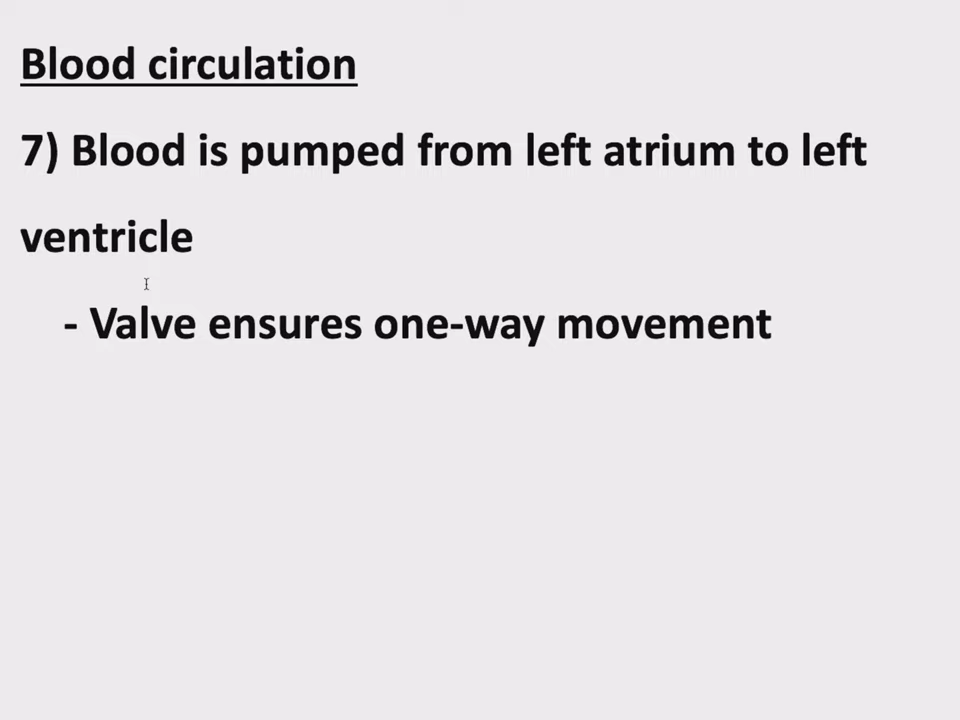 Blood circulation
7) Blood is pumped from left atrium to left
ventricle
- Valve ensures one-way movement